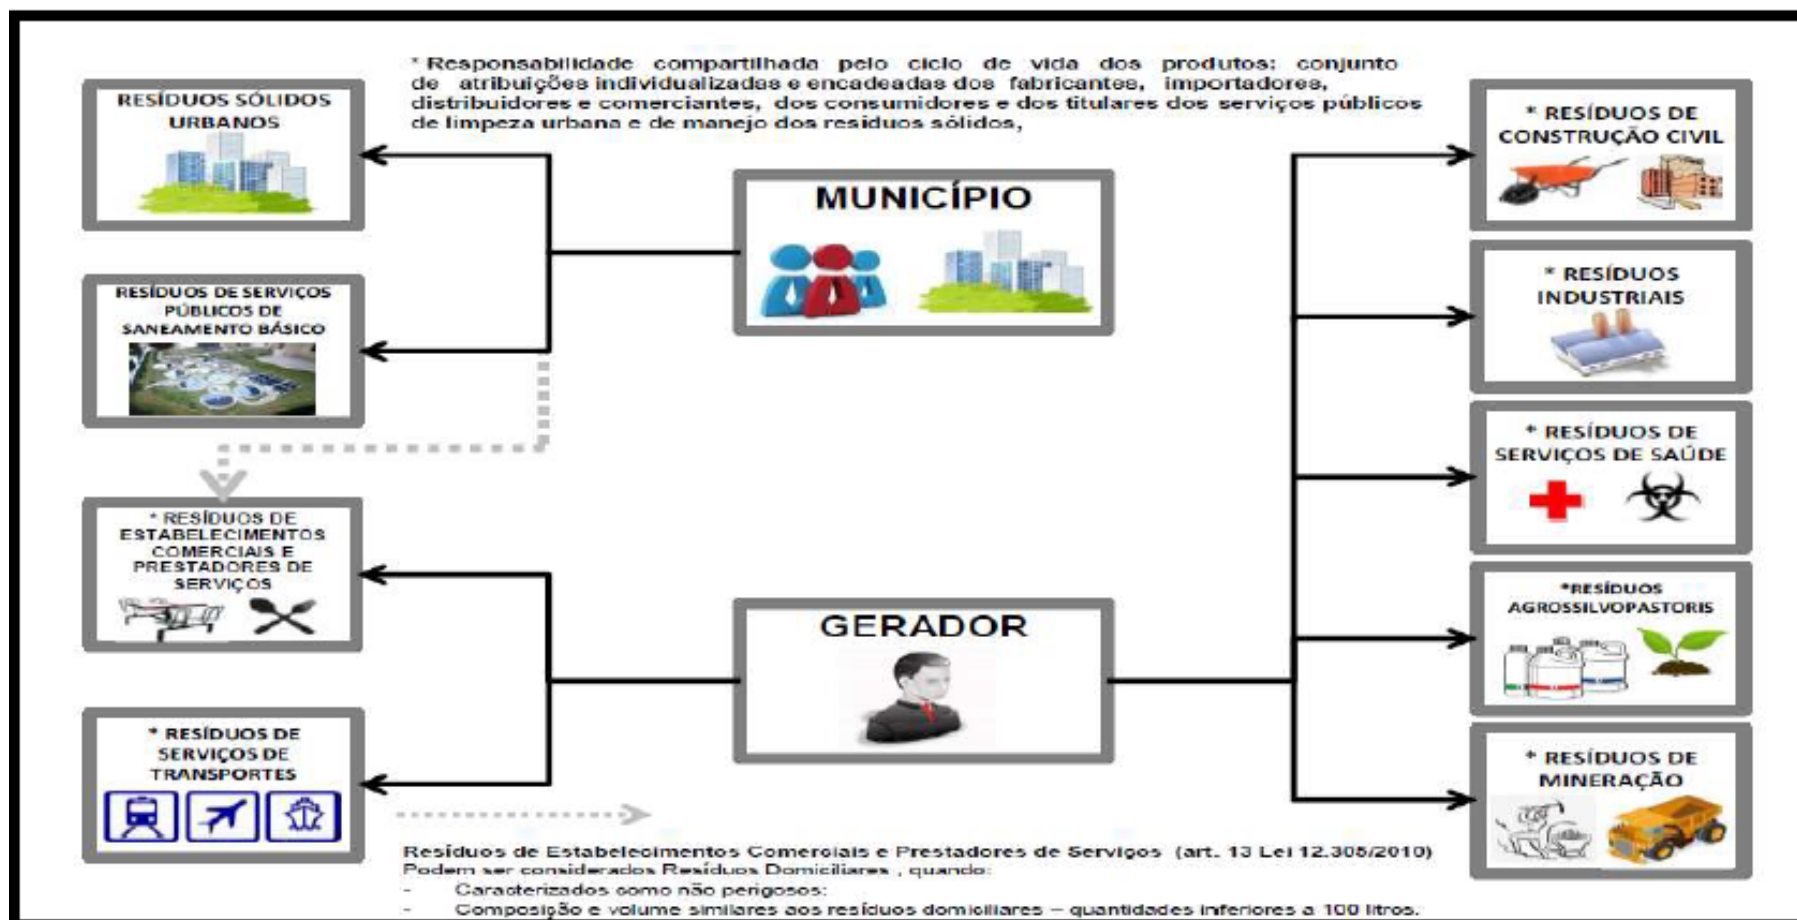 * Responsabilidade compartilhada pelo ciclo de vida dos produtos: conjunto
de atribuições individualizadas e encadeadas dos fabricantes, importadores,
distribuidores e comerciantes, dos consumidores e dos titulares dos serviços públicos
de limpeza urbana e de manejo dos resíduos sólidos,
RESÍDUOS SÓLIDOS
URBANOS
RESÍDUOS DE SERVIÇOS
PÚBLICOS DE
SANEAMENTO BÁSICO
* RESÍDUOS DE
ESTABELECIMENTOS
COMERCIAIS E
PRESTADORES DE
SERVIÇOS
* RESÍDUOS DE
SERVIÇOS DE
TRANSPORTES
MUNICÍPIO
GERADOR
* RESÍDUOS DE
CONSTRUÇÃO CIVIL
* RESÍDUOS
INDUSTRIAIS
* RESÍDUOS DE
SERVIÇOS DE SAÚDE
*RESÍDUOS
AGROSSILVOPASTORIS
* RESÍDUOS DE
MINERAÇÃO
Resíduos de Estabelecimentos Comerciais e Prestadores de Serviços (art. 13 Lei 12.305/2010)
Podem ser considerados Resíduos Domiciliares , quando:
- Caracterizados como não perigosos:
- Composição e volume similares aos resíduos domiciliares – quantidades inferiores a 100 litros.